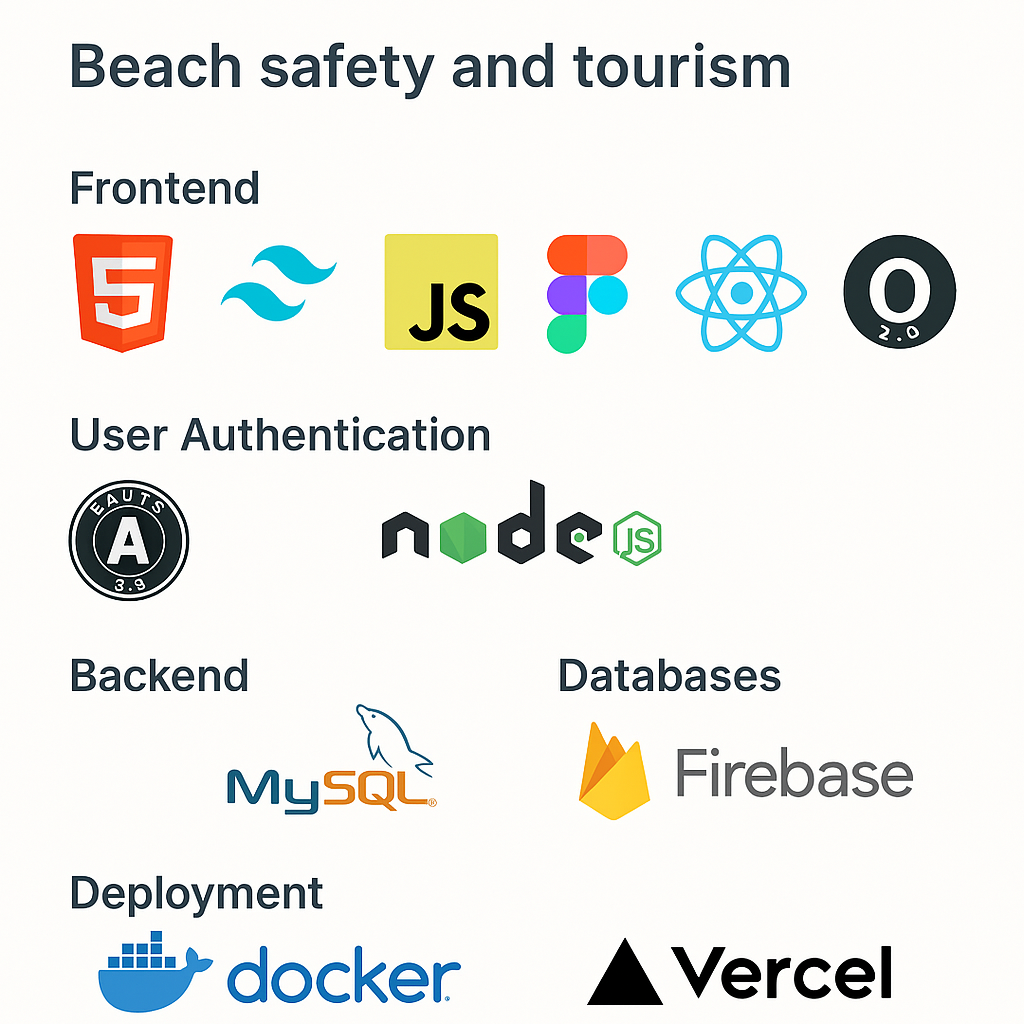 Beach safety and tourism
Frontend
5 JS O 2.0
User Authentication
EAUTS A 3.9 node JS
Backend Databases
MySQL® Firebase
Deployment
docker Vercel